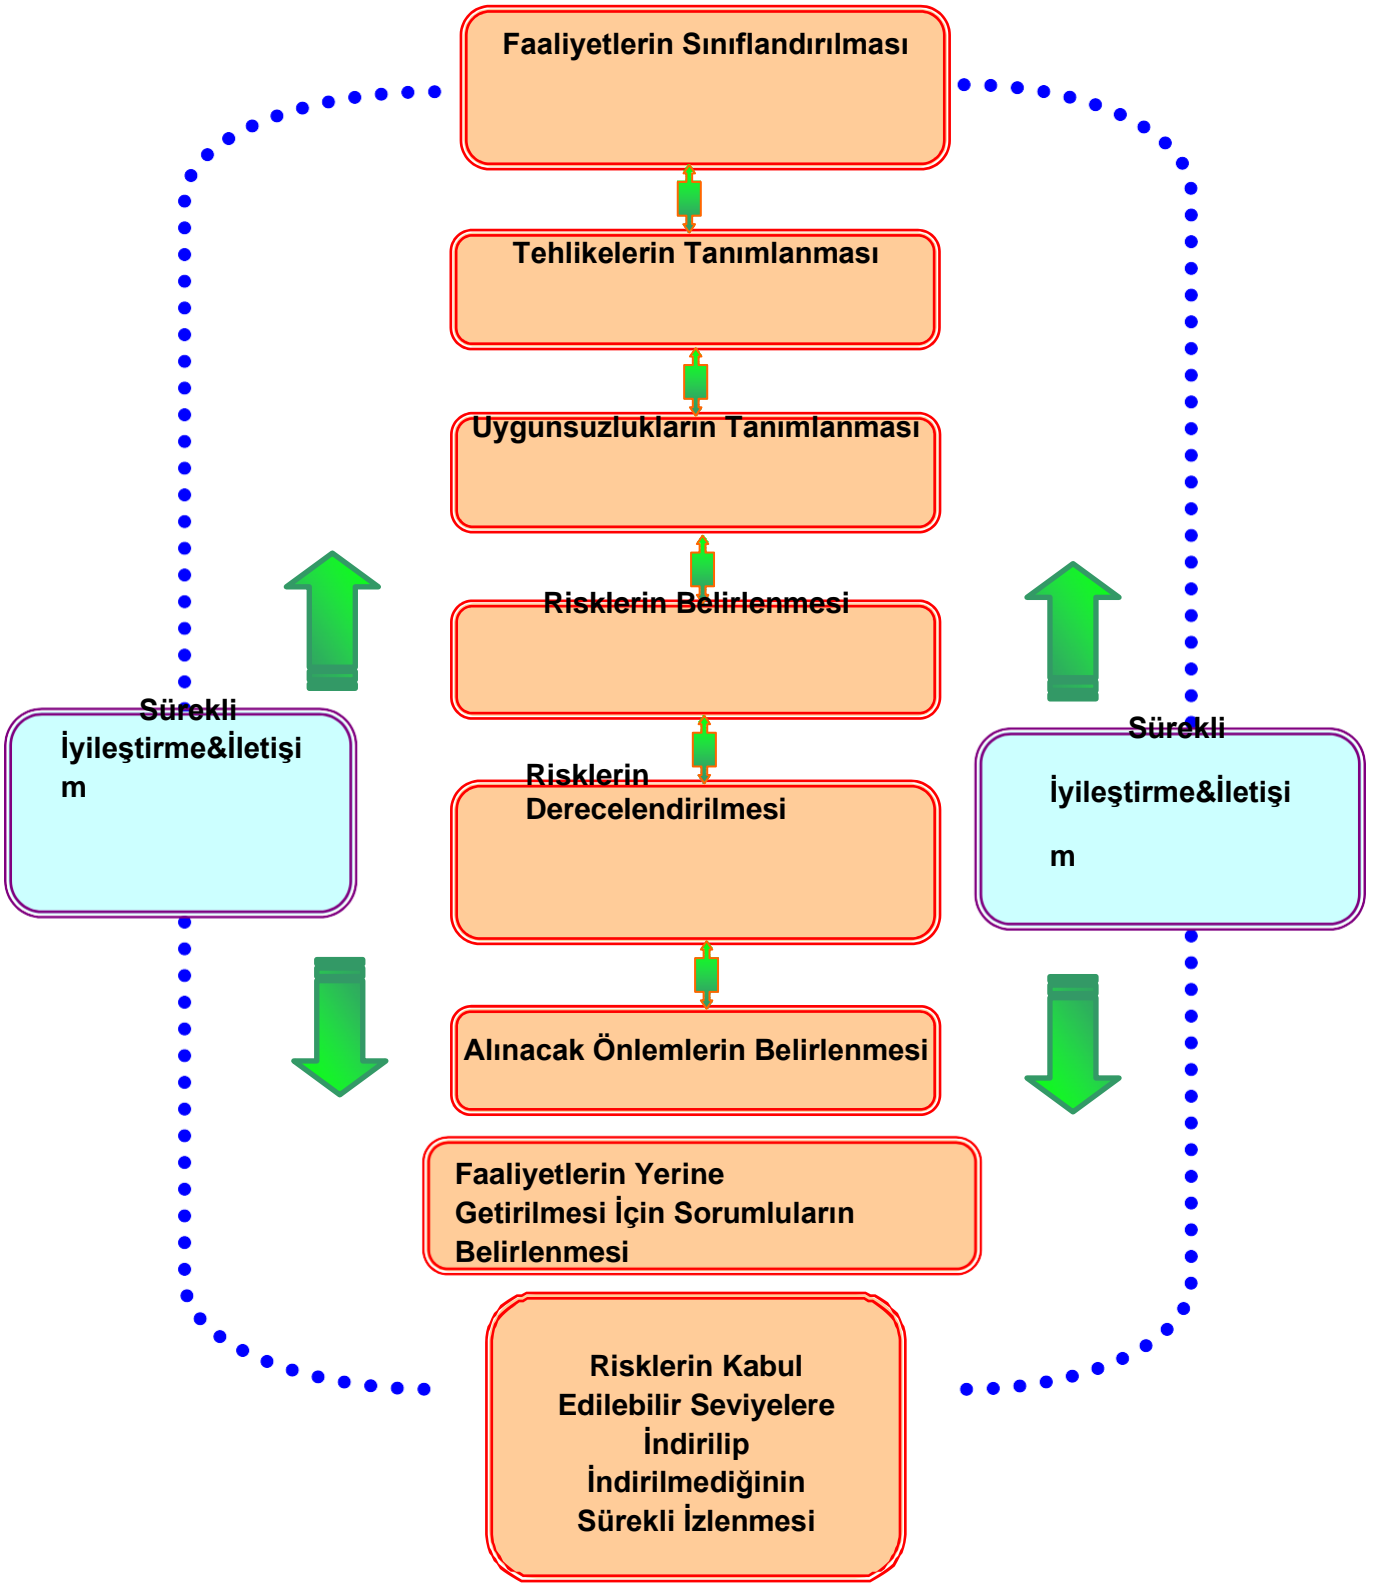 Faaliyetlerin Sınıflandırılması
Tehlikelerin Tanımlanması
Uygunsuzlukların Tanımlanması
Risklerin Belirlenmesi
Sürekli
İyileştirme&İletişi
m
Sürekli
İyileştirme&İletişi
m
Risklerin
Derecelendirilmesi
Alınacak Önlemlerin Belirlenmesi
Faaliyetlerin Yerine
Getirilmesi İçin Sorumluların
Belirlenmesi
Risklerin Kabul
Edilebilir Seviyelere
İndirilip
İndirilmediğinin
Sürekli İzlenmesi